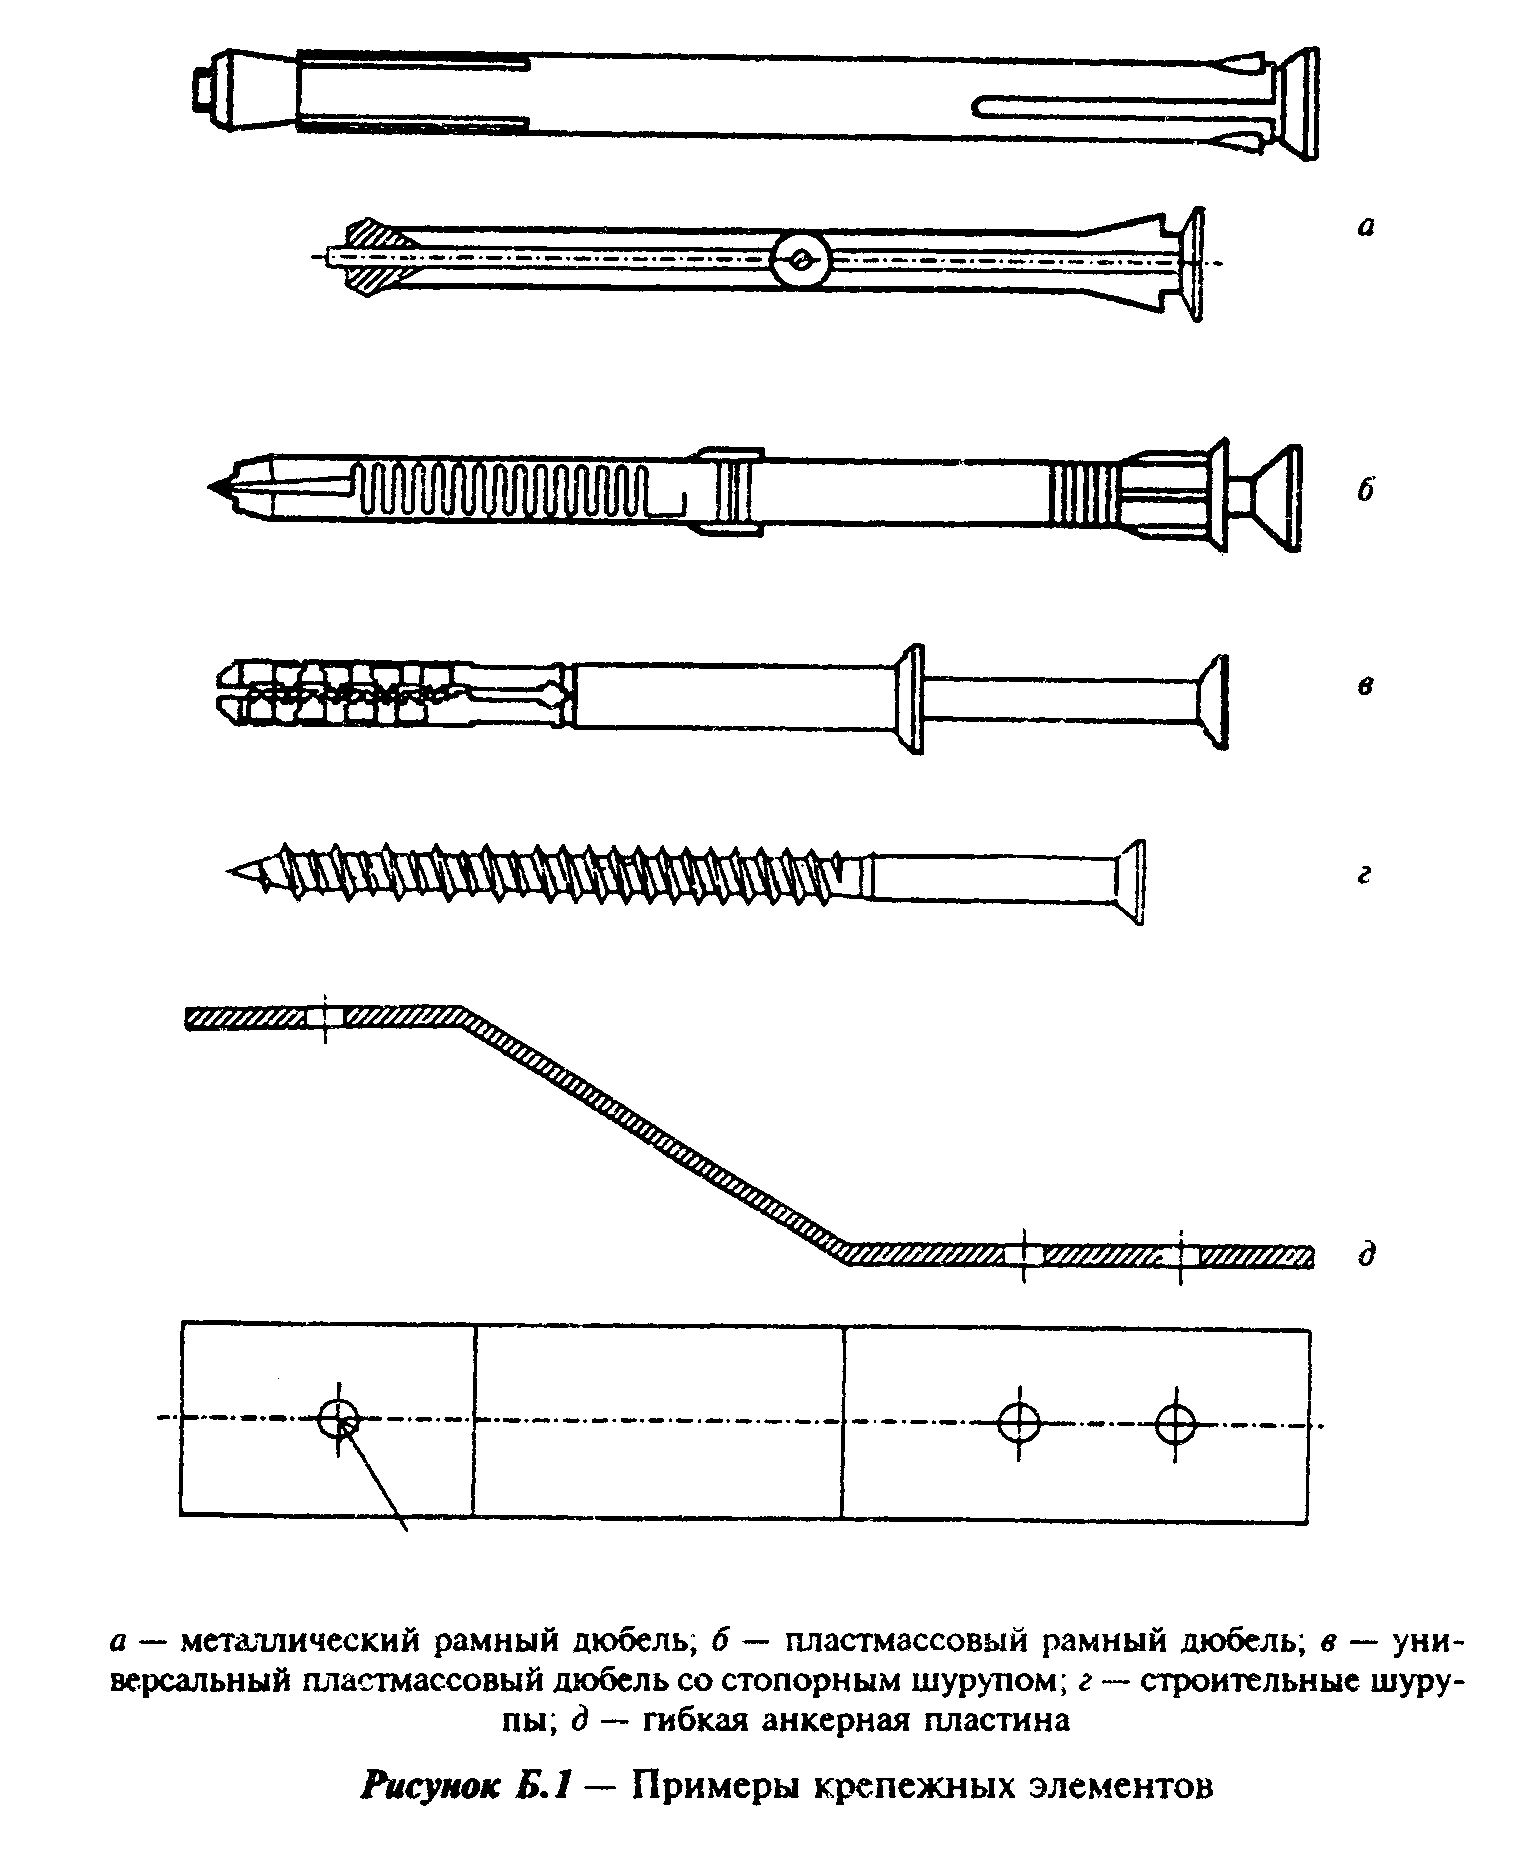 а
б
в
г
д
а — металлический рамный дюбель; б — пластмассовый рамный дюбель; в — уни-
версальный пластмассовый дюбель со стопорным шурупом; г — строительные шуру-
пы; д — гибкая анкерная пластина
Рисунок Б.1 — Примеры крепежных элементов